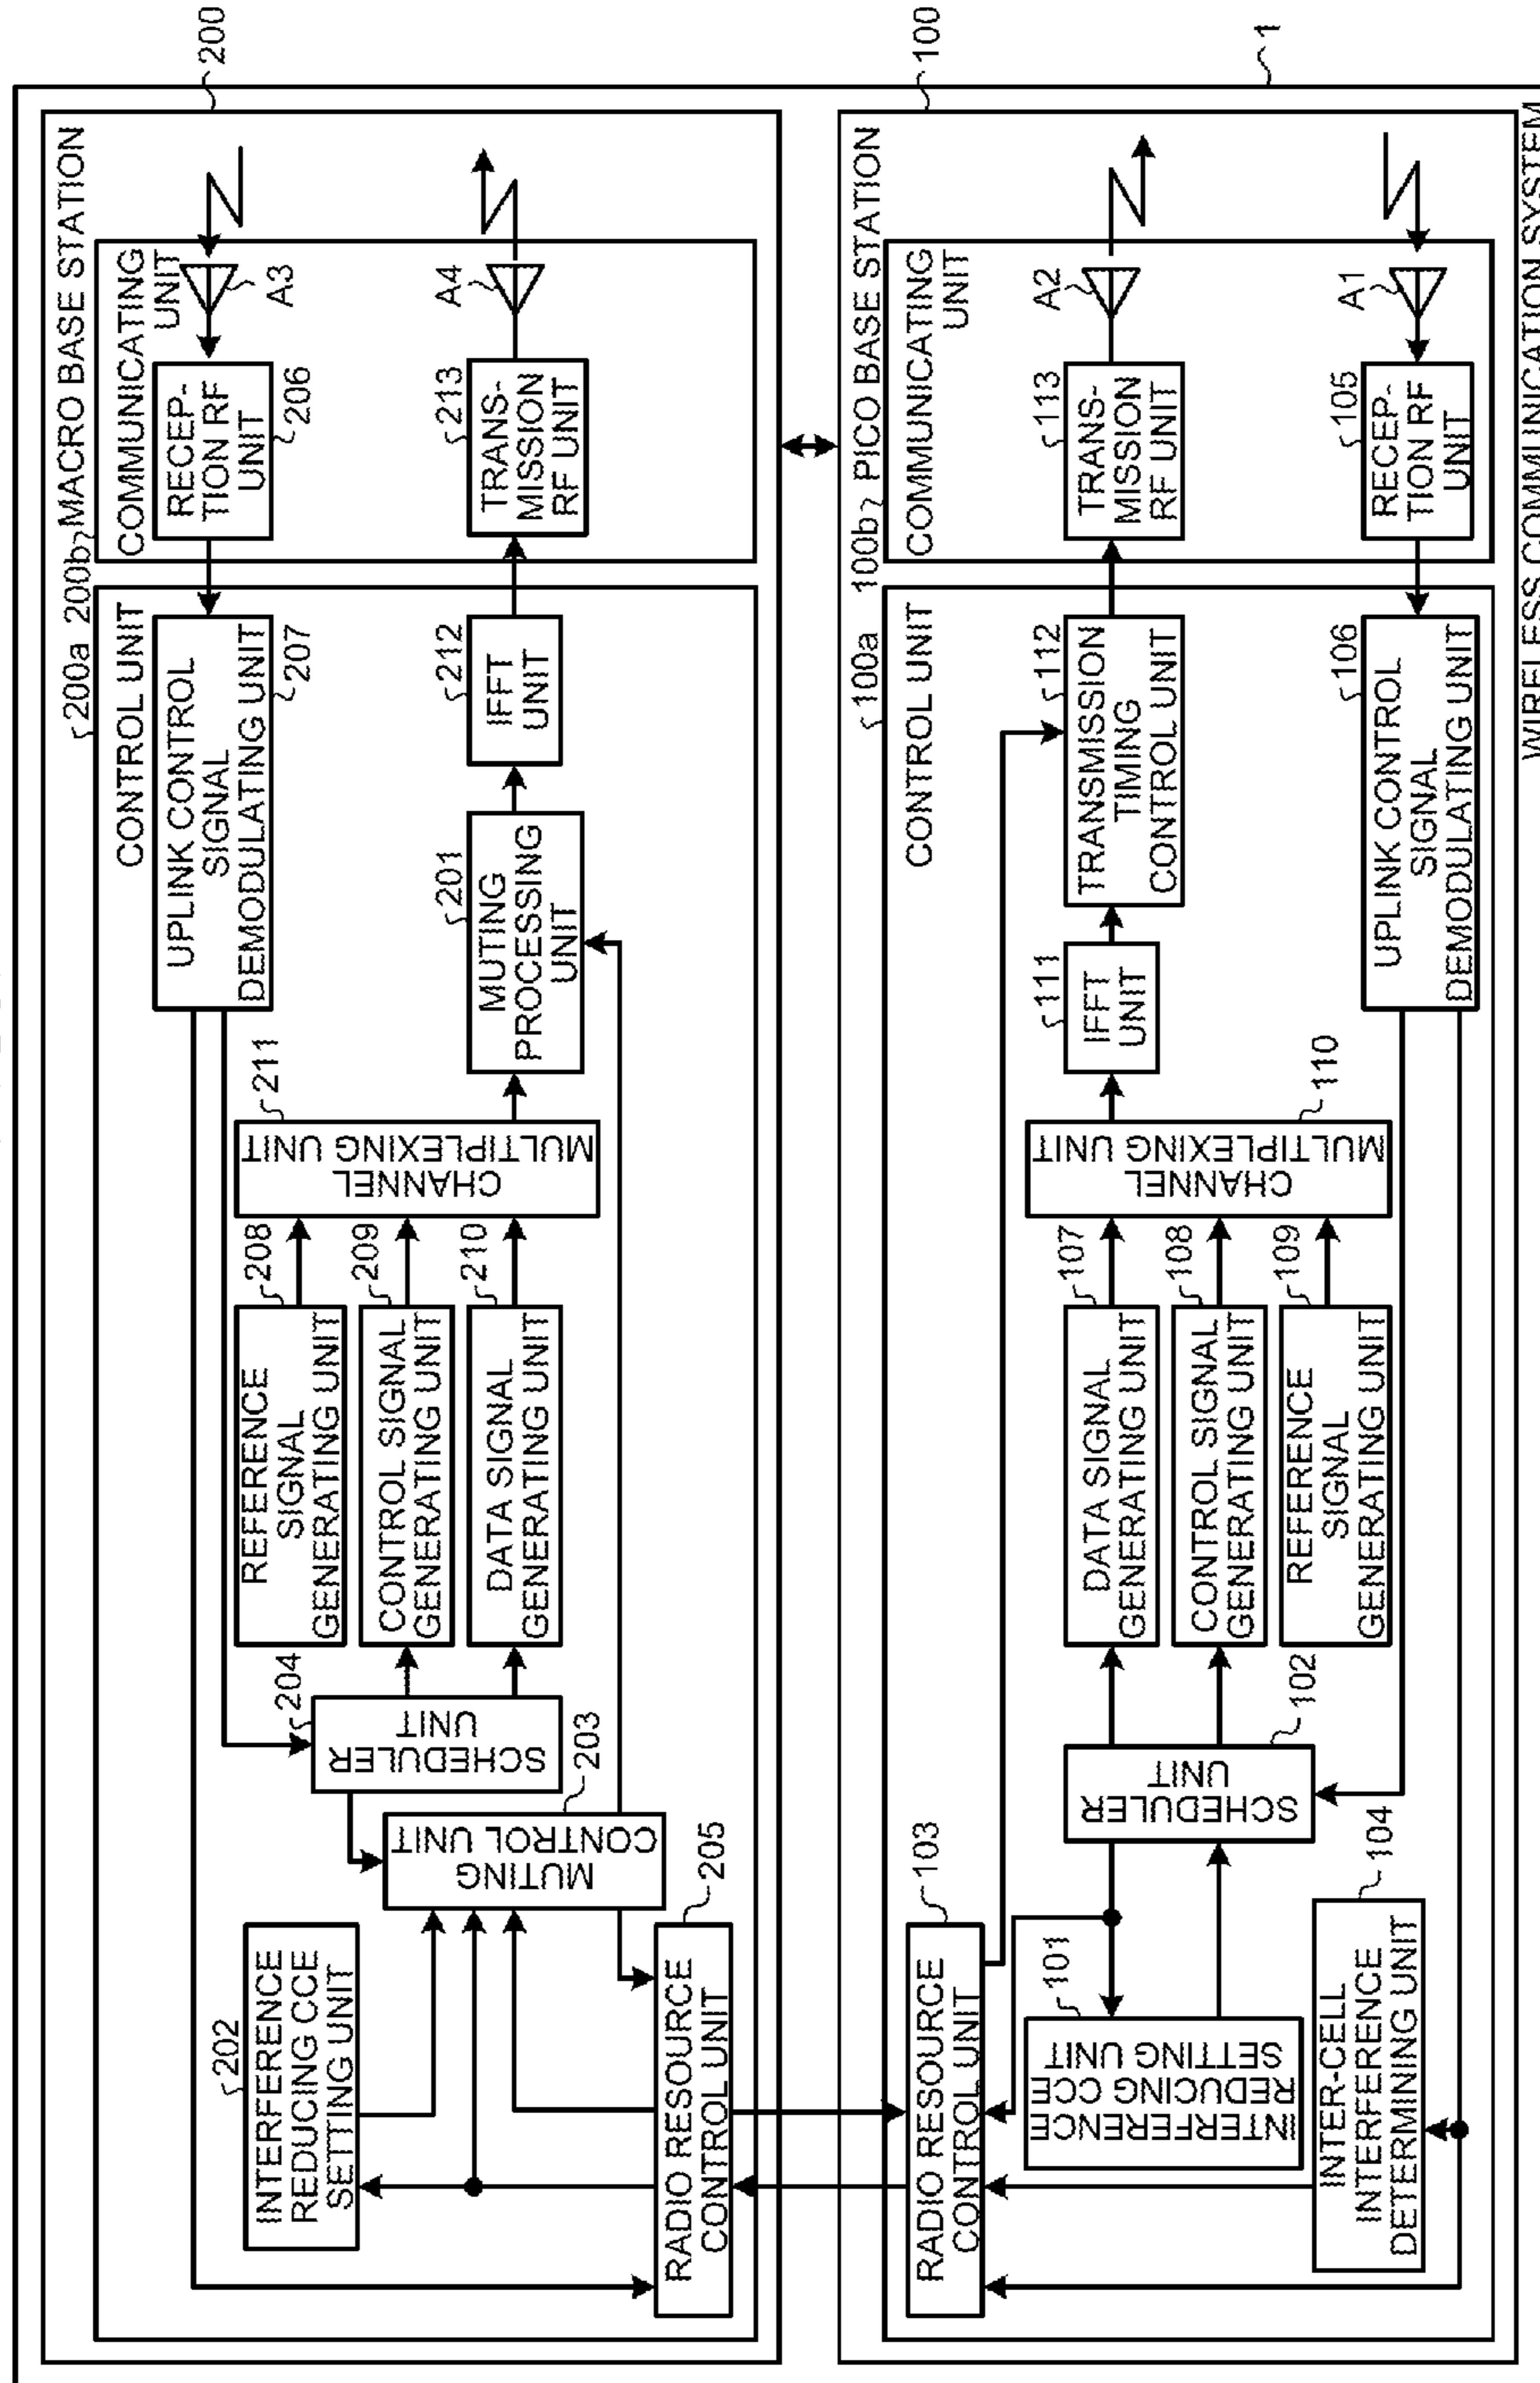 200
MACRO BASE STATION
200a
200b
CONTROL UNIT
COMMUNICATING
UNIT
UPLINK CONTROL
SIGNAL
DEMODULATING UNIT
207
RECEP-
TION RF
UNIT
206
A3
202
INTERFERENCE
REDUCING CCE
SETTING UNIT
204
SCHEDULER
UNIT
203
MUTING
CONTROL UNIT
205
RADIO RESOURCE
CONTROL UNIT
REFERENCE
SIGNAL
GENERATING UNIT
208
CONTROL SIGNAL
GENERATING UNIT
209
DATA SIGNAL
GENERATING UNIT
210
211
CHANNEL
MULTIPLEXING UNIT
201
MUTING
PROCESSING
UNIT
212
IFFT
UNIT
213
TRANS-
MISSION
RF UNIT
A4
100
PICO BASE STATION
100a
100b
CONTROL UNIT
COMMUNICATING
UNIT
103
RADIO RESOURCE
CONTROL UNIT
101
INTERFERENCE
REDUCING CCE
SETTING UNIT
104
INTER-CELL
INTERFERENCE
DETERMINING UNIT
102
SCHEDULER
UNIT
DATA SIGNAL
GENERATING UNIT
107
CONTROL SIGNAL
GENERATING UNIT
108
REFERENCE
SIGNAL
GENERATING UNIT
109
110
CHANNEL
MULTIPLEXING UNIT
111
IFFT
UNIT
112
TRANSMISSION
TIMING
CONTROL UNIT
113
TRANS-
MISSION
RF UNIT
A2
106
UPLINK CONTROL
SIGNAL
DEMODULATING UNIT
105
RECEP-
TION RF
UNIT
A1
1
WIRELESS COMMUNICATION SYSTEM